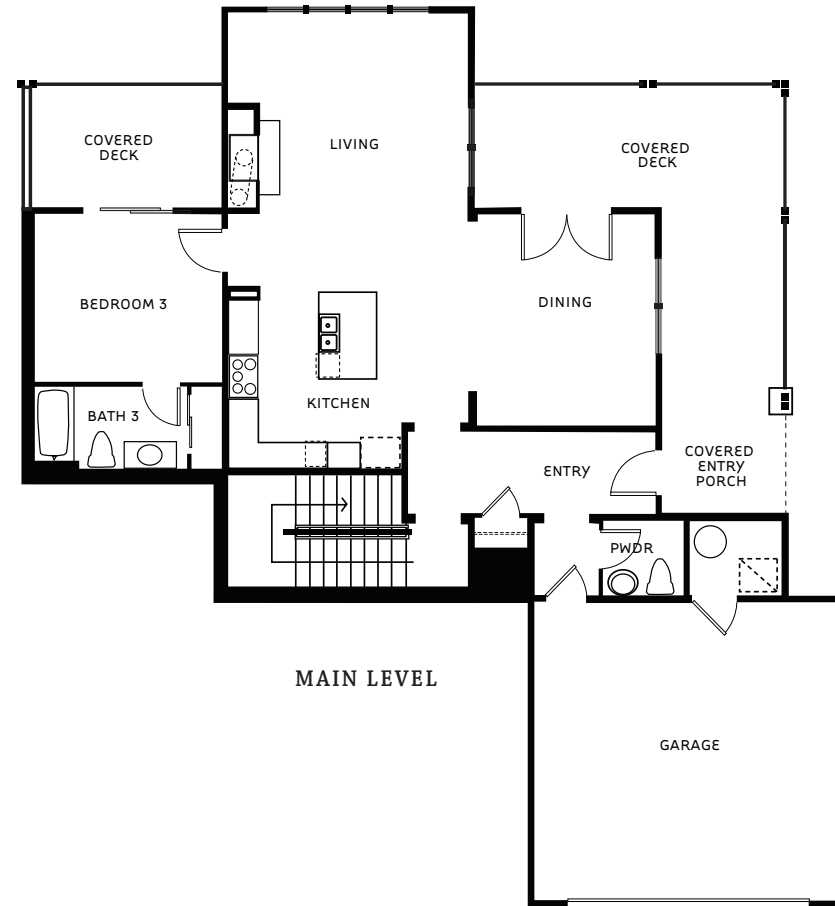 LIVING
COVERED
DECK
COVERED
DECK
BEDROOM 3
DINING
KITCHEN
BATH 3
COVERED
ENTRY
PORCH
ENTRY
PWDR
MAIN LEVEL
GARAGE